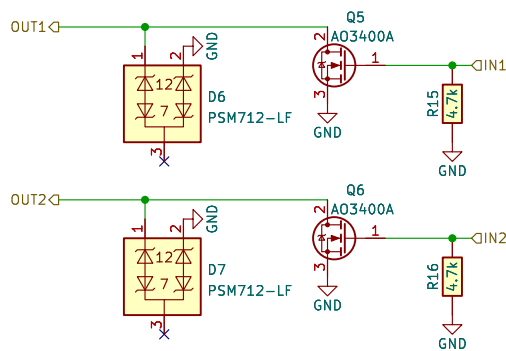 OUT1
1
2
GND
12
7
3
D6
PSM712-LF
Q5
AO3400A
2
1
3
GND
IN1
R15
4.7k
GND
OUT2
1
2
GND
12
7
3
D7
PSM712-LF
Q6
AO3400A
2
1
3
GND
IN2
R16
4.7k
GND